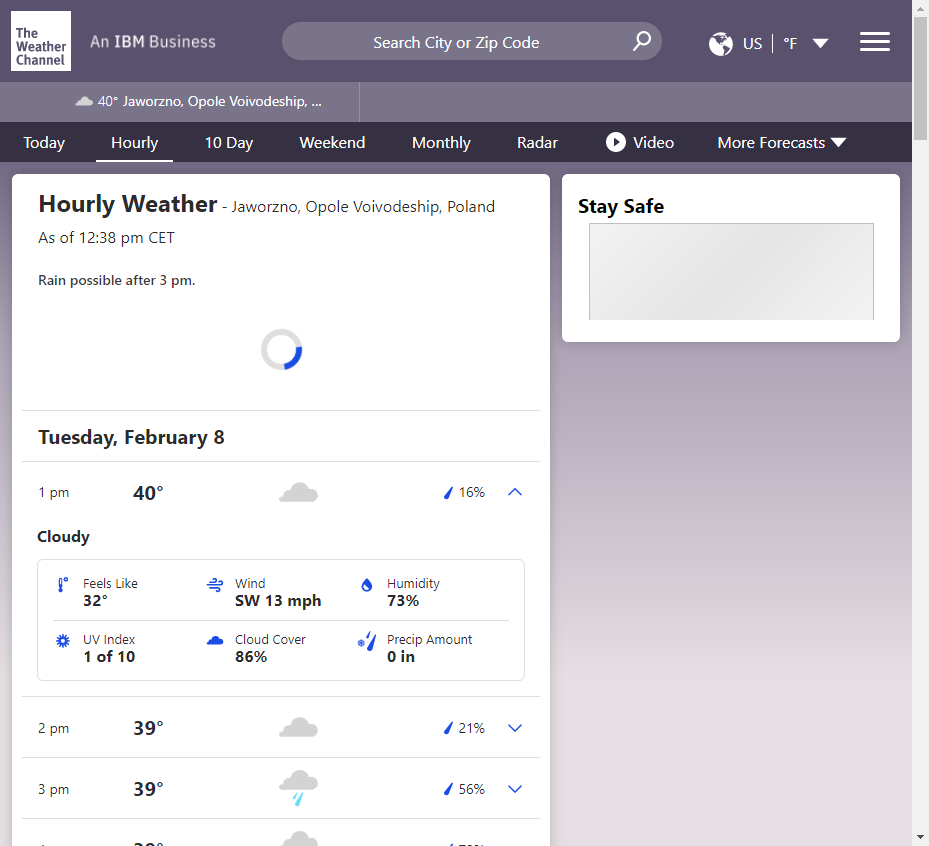 The
Weather
Channel
An IBM Business
Search City or Zip Code
US | °F
40° Jaworzno, Opole Voivodeship, ...
Today Hourly 10 Day Weekend Monthly Radar Video More Forecasts
Hourly Weather - Jaworzno, Opole Voivodeship, Poland
As of 12:38 pm CET
Rain possible after 3 pm.
Stay Safe
Tuesday, February 8
1 pm 40° 16%
Cloudy
Feels Like
32°
Wind
SW 13 mph
Humidity
73%
UV Index
1 of 10
Cloud Cover
86%
Precip Amount
0 in
2 pm 39° 21%
3 pm 39° 56%